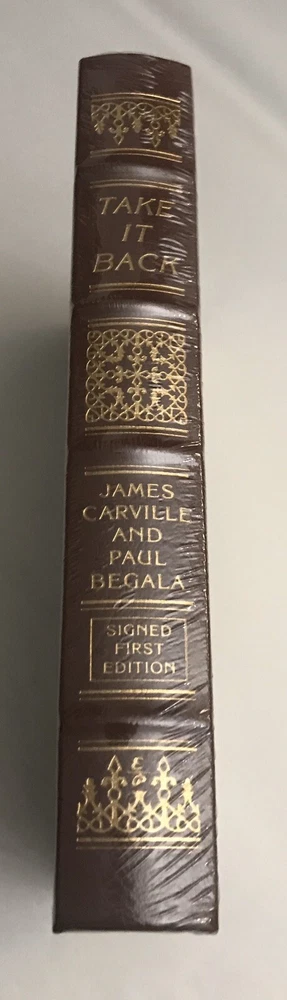 TAKE
IT
BACK
JAMES
CARVILLE
AND
PAUL
BEGALA
SIGNED
FIRST
EDITION